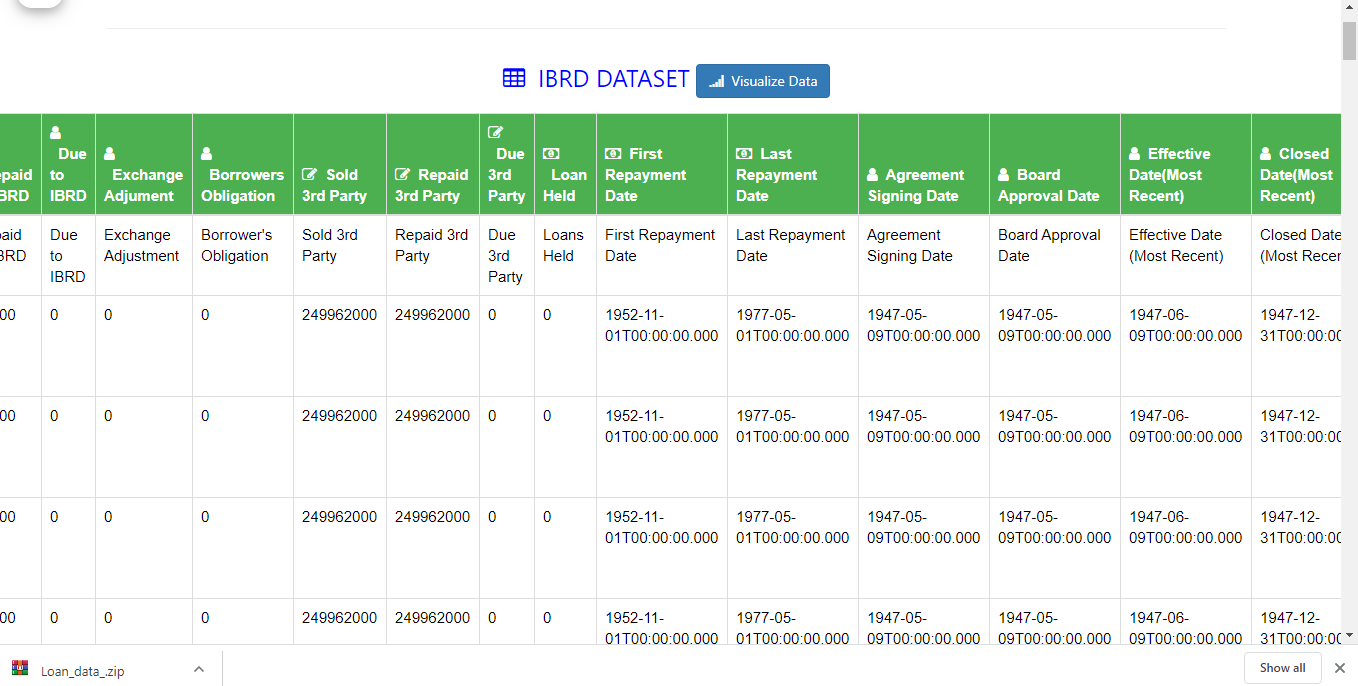 IBRD DATASET Visualize Data
Due
Due
First
Last
Effective
Closed
epaid to Exchange Borrowers Sold Repaid 3rd Loan Repayment Repayment Agreement Board Date(Most Date(Most
BRD IBRD Adjument Obligation 3rd Party 3rd Party Party Held Date Date Signing Date Approval Date Recent) Recent)
aid Due Exchange Borrower's Sold 3rd Repaid 3rd Due Loans First Repayment Last Repayment Agreement Board Approval Effective Date Closed Date
BRD to Adjustment Obligation Party Party 3rd Held Date Date Signing Date Date (Most Recent) (Most Recen
IBRD Party
00 0 0 0 249962000 249962000 0 0 1952-11- 1977-05- 1947-05- 1947-05- 1947-06- 1947-12-
01T00:00:00.000 01T00:00:00.000 09T00:00:00.000 09T00:00:00.000 09T00:00:00.000 31T00:00:00
00 0 0 0 249962000 249962000 0 0 1952-11- 1977-05- 1947-05- 1947-05- 1947-06- 1947-12-
01T00:00:00.000 01T00:00:00.000 09T00:00:00.000 09T00:00:00.000 09T00:00:00.000 31T00:00:00
00 0 0 0 249962000 249962000 0 0 1952-11- 1977-05- 1947-05- 1947-05- 1947-06- 1947-12-
01T00:00:00.000 01T00:00:00.000 09T00:00:00.000 09T00:00:00.000 09T00:00:00.000 31T00:00:00
00 0 0 0 249962000 249962000 0 0 1952-11- 1977-05- 1947-05- 1947-05- 1947-06- 1947-12-
01T00:00:00.000 01T00:00:00.000 09T00:00:00.000 09T00:00:00.000 09T00:00:00.000 31T00:00:00
Loan_data_.zip Show all